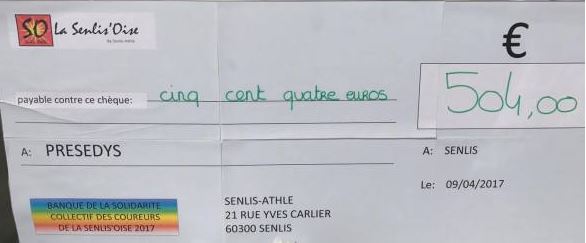 SO La Senlis'Oise
€
payable contre ce chèque: cinq cent quatre euros
504,00
A: PRESEDYS
A: SENLIS
Le: 09/04/2017
BANQUE DE LA SOLIDARITE
COLLECTIF DES COUREURS
DE LA SENLIS'OISE 2017
SENLIS-ATHLE
21 RUE YVES CARLIER
60300 SENLIS